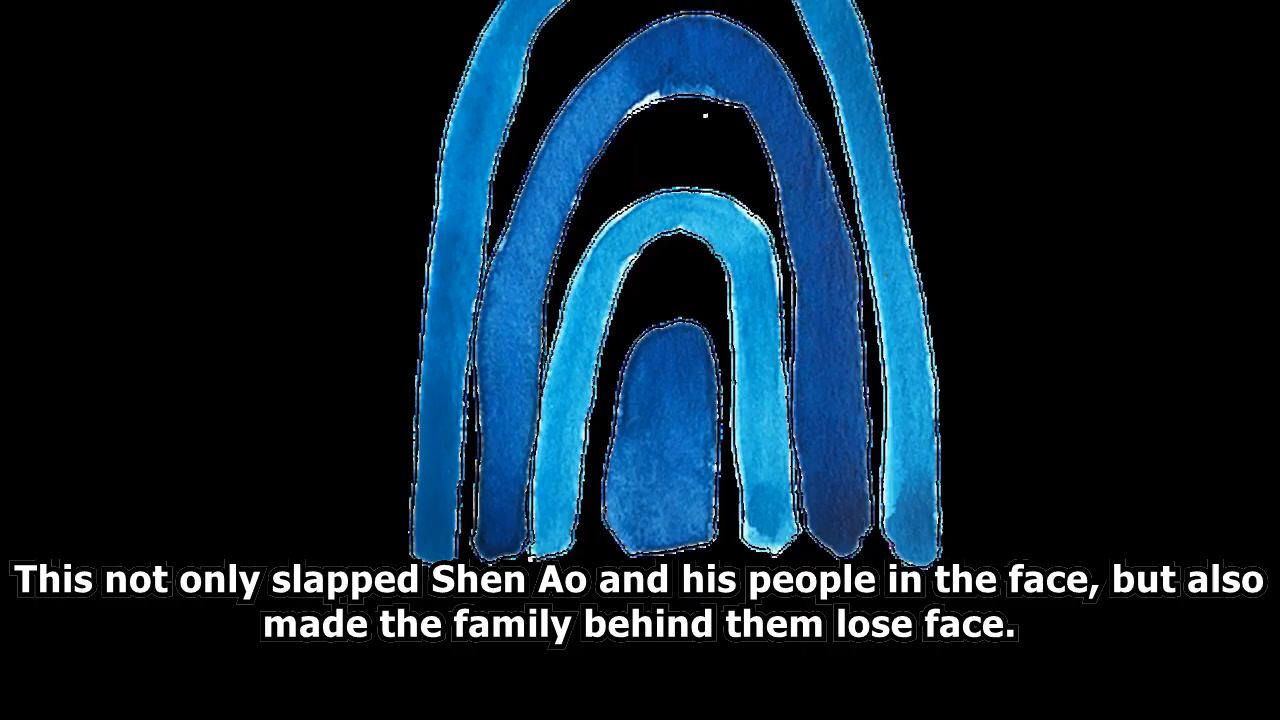 This not only slapped Shen Ao and his people in the face, but also
made the family behind them lose face.